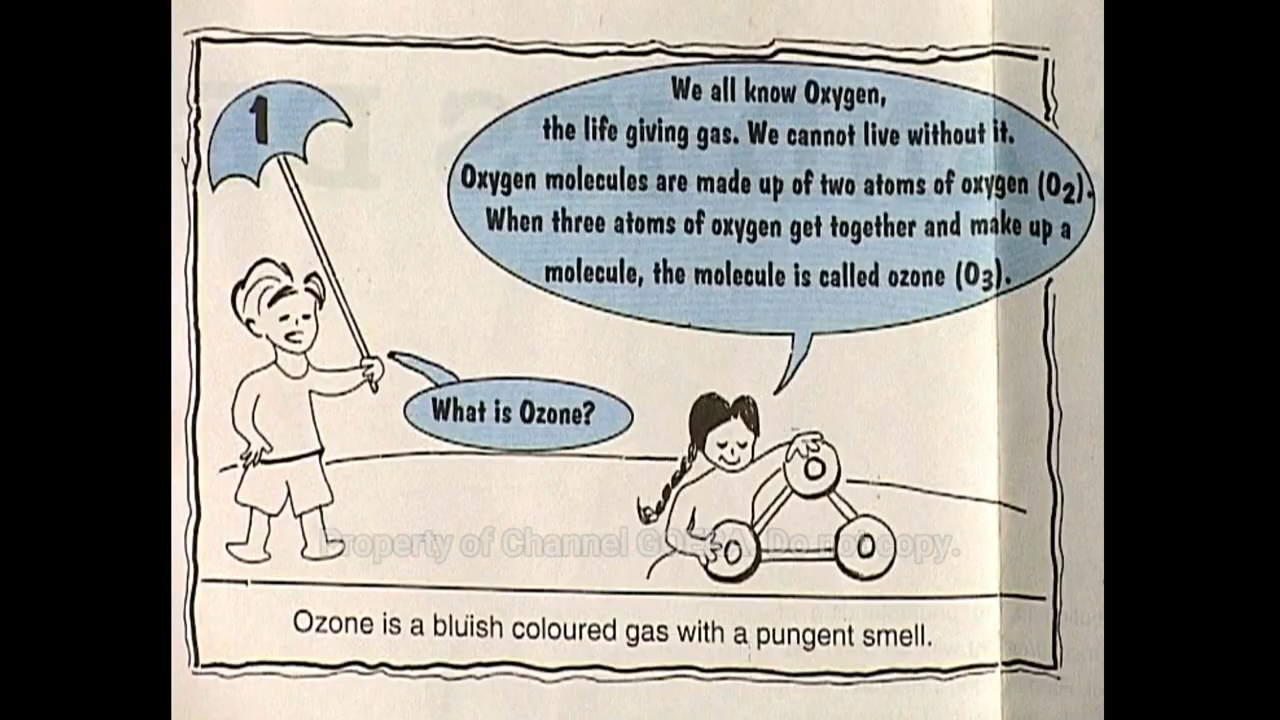 1
We all know Oxygen,
the life giving gas. We cannot live without it.
Oxygen molecules are made up of two atoms of oxygen (O2).
When three atoms of oxygen get together and make up a
molecule, the molecule is called ozone (O3).
What is Ozone?
O
O
O
Ozone is a bluish coloured gas with a pungent smell.